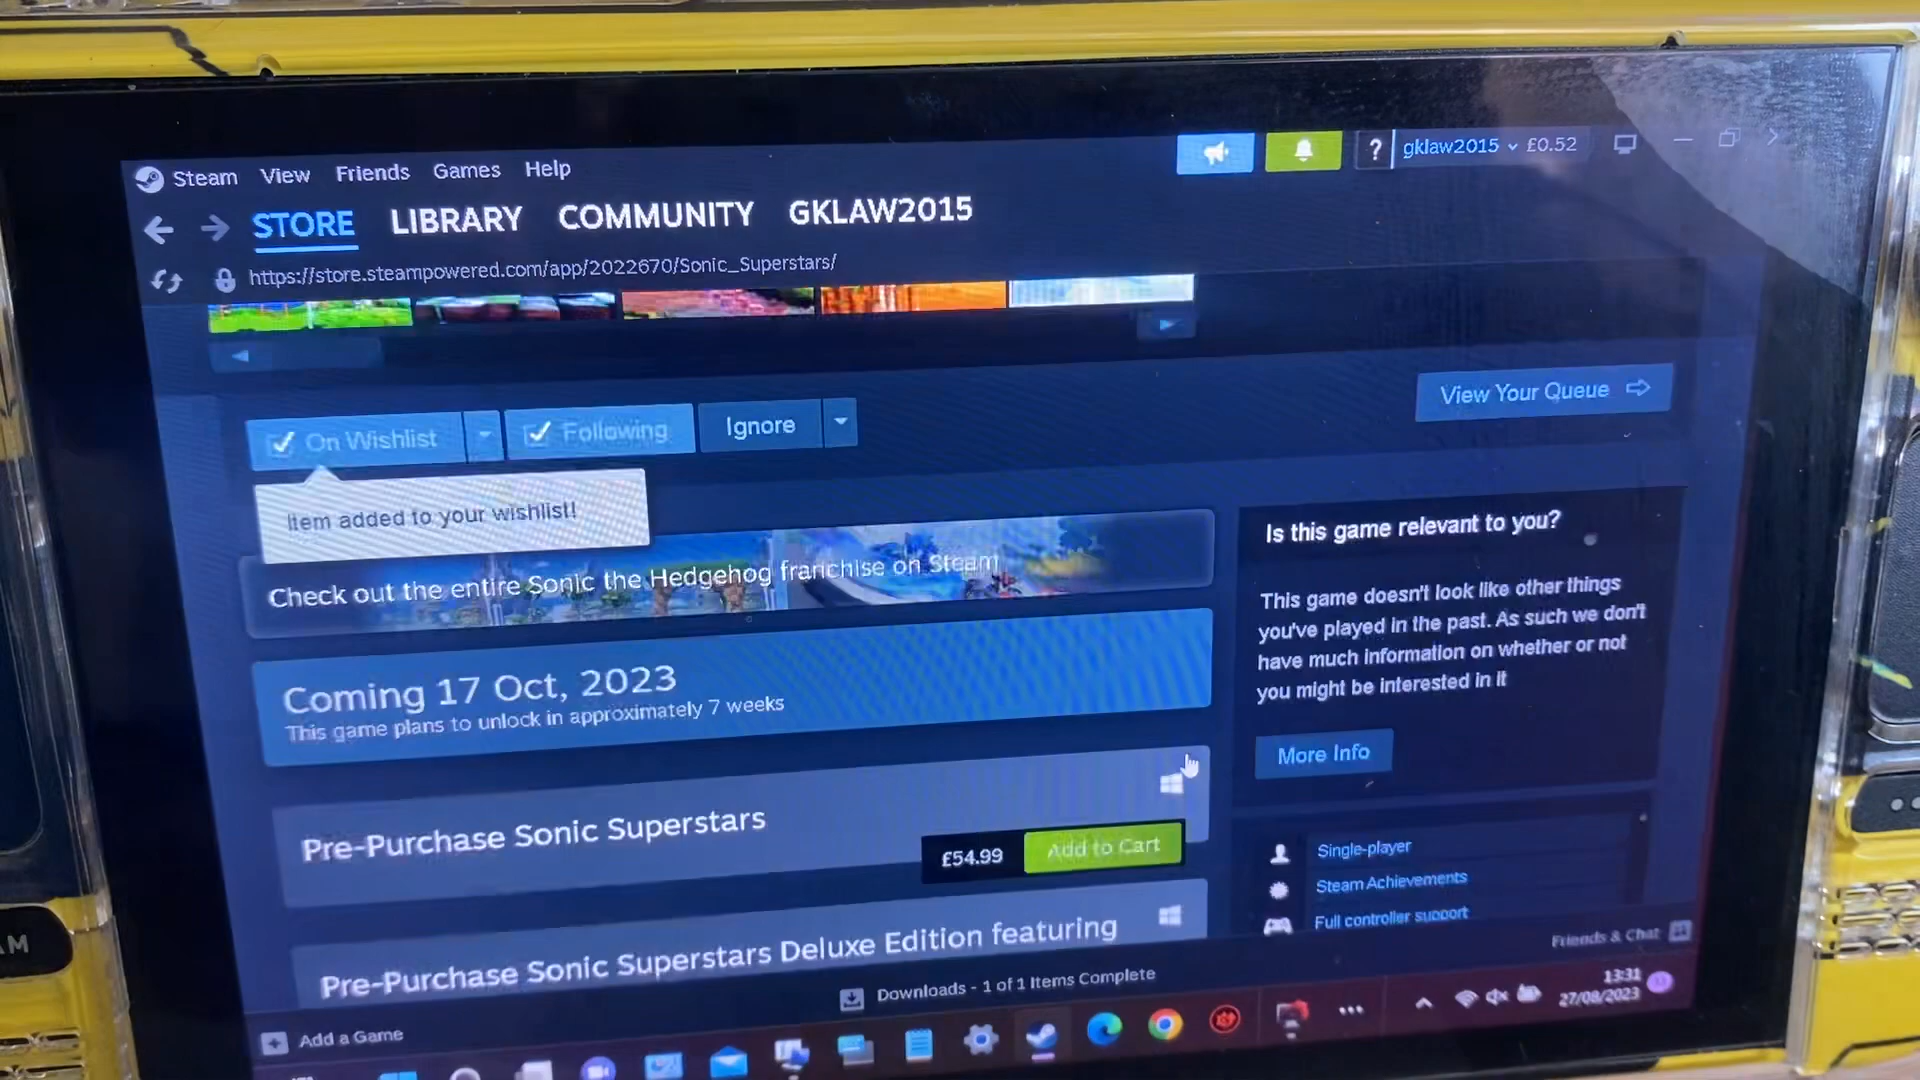 Steam View Friends Games Help
? gklaw2015 £0.52
STORE LIBRARY COMMUNITY GKLAW2015
https://store.steampowered.com/app/2022670/Sonic_Superstars/
View Your Queue
On Wishlist Following Ignore
Item added to your wishlist!
Check out the entire Sonic the Hedgehog franchise on Steam
Coming 17 Oct, 2023
This game plans to unlock in approximately 7 weeks
Pre-Purchase Sonic Superstars
£54.99 Add to Cart
Pre-Purchase Sonic Superstars Deluxe Edition featuring
Is this game relevant to you?
This game doesn't look like other things
you've played in the past. As such we don't
have much information on whether or not
you might be interested in it
More Info
Single-player
Steam Achievements
Full controller support
Friends & Chat
Downloads - 1 of 1 Items Complete
Add a Game
13:31
27/08/2023
AM